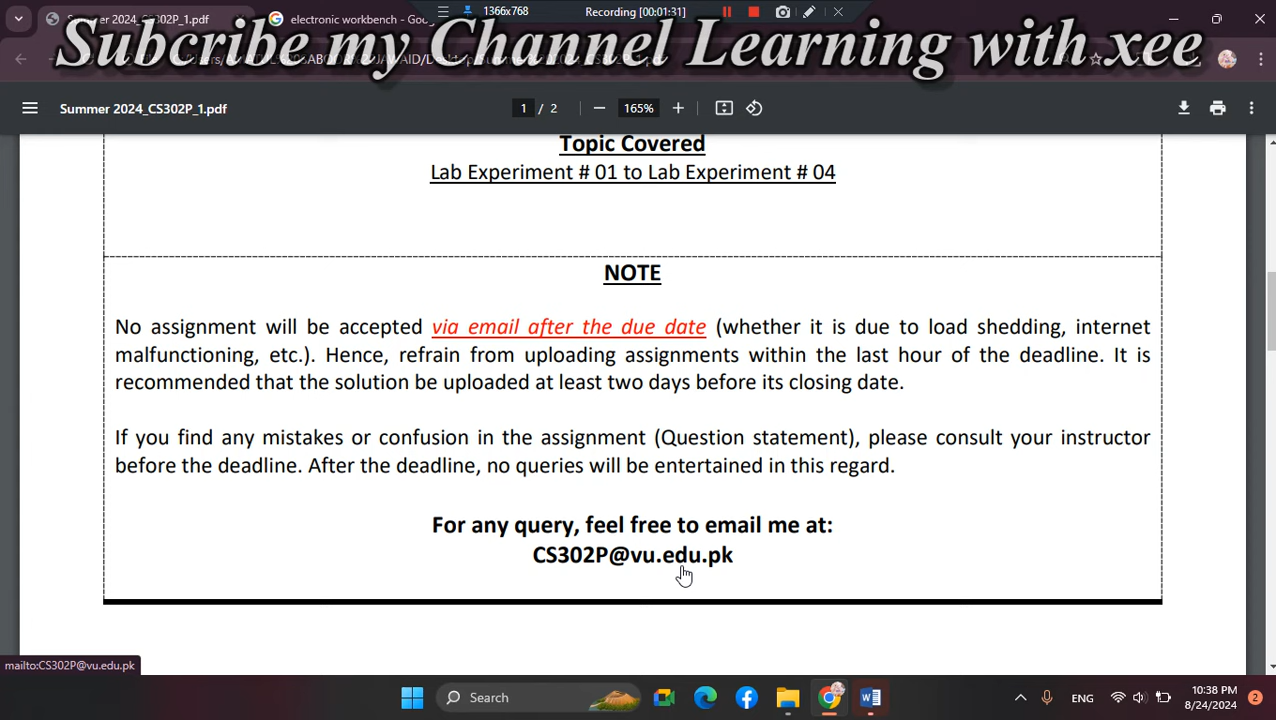 Summer 2024_CS302P_1.pdf
electronic workbench - Goo
1366x768
Recording [00:01:31]
Subcribe my Channel Learning with xee
Summer 2024_CS302P_1.pdf
1 / 2
165%
Topic Covered
Lab Experiment # 01 to Lab Experiment # 04
NOTE
No assignment will be accepted via email after the due date (whether it is due to load shedding, internet
malfunctioning, etc.). Hence, refrain from uploading assignments within the last hour of the deadline. It is
recommended that the solution be uploaded at least two days before its closing date.
If you find any mistakes or confusion in the assignment (Question statement), please consult your instructor
before the deadline. After the deadline, no queries will be entertained in this regard.
For any query, feel free to email me at:
CS302P@vu.edu.pk
mailto:CS302P@vu.edu.pk
Search
ENG
10:38 PM
8/24/2024
2